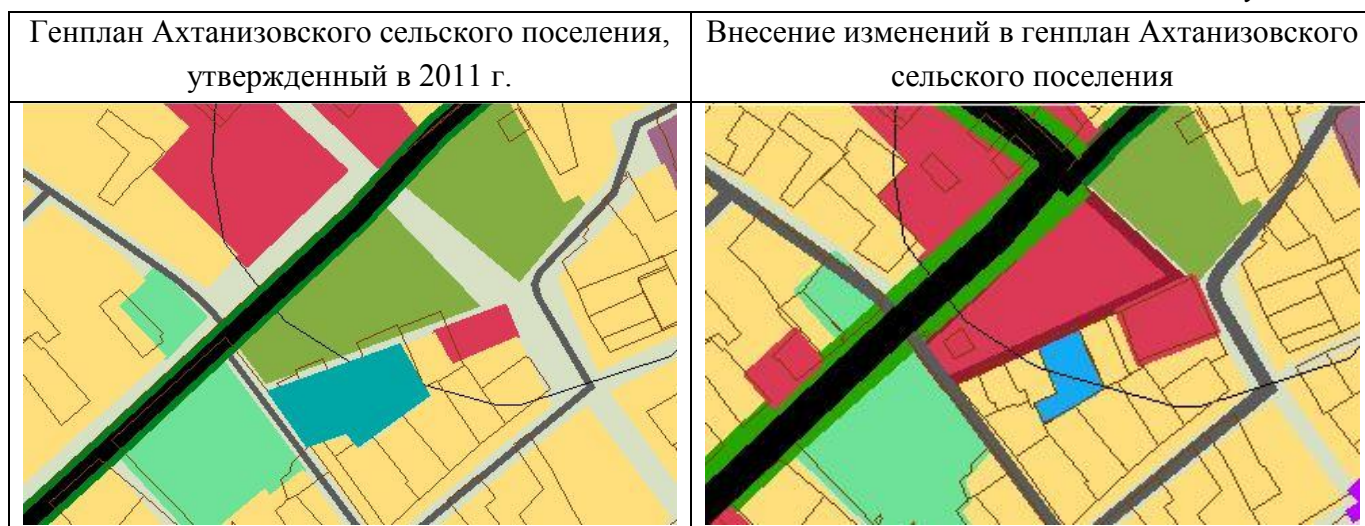 Генплан Ахтанизовского сельского поселения,
утвержденный в 2011 г.
Внесение изменений в генплан Ахтанизовского
сельского поселения